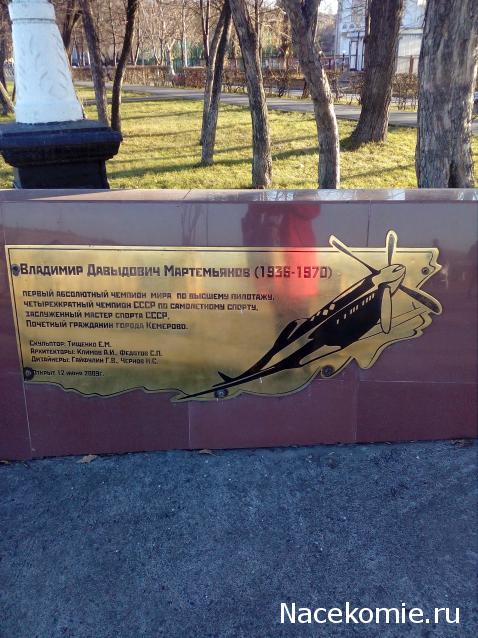 Владимир Давыдович Мартемьянов (1936-1970)
первый абсолютный чемпион мира по высшему пилотажу,
четырехкратный чемпион СССР по самолетному спорту,
заслуженный мастер спорта СССР.
Почетный гражданин города Кемерово.
Скульптор: Тищенко Е.М.
Архитекторы: Климов А.И., Федотов С.П.
Дизайнеры: Гайфулин Г.В., Чернов Н.С.
Открыт 12 июня 2009г.
Nacekomie.ru